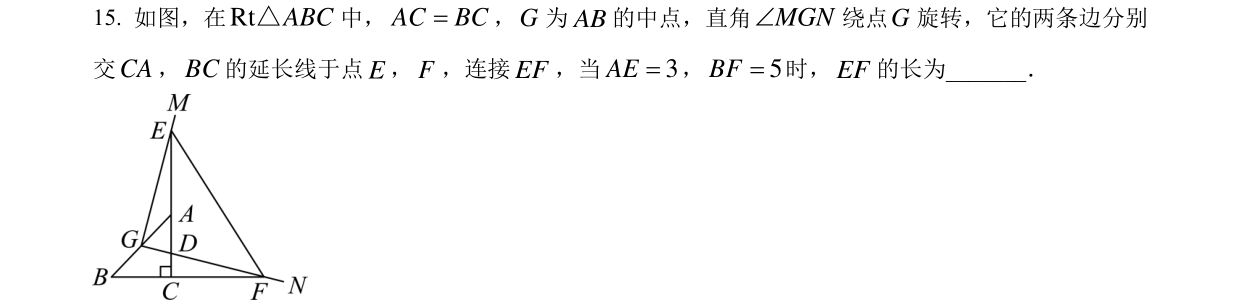 15. 如图，在Rt△ABC中，AC=BC，G为AB的中点，直角∠MGN绕点G旋转，它的两条边分别
交CA，BC的延长线于点E，F，连接EF，当AE=3，BF=5时，EF的长为______．
M
E
A
G
D
B
C
F
N